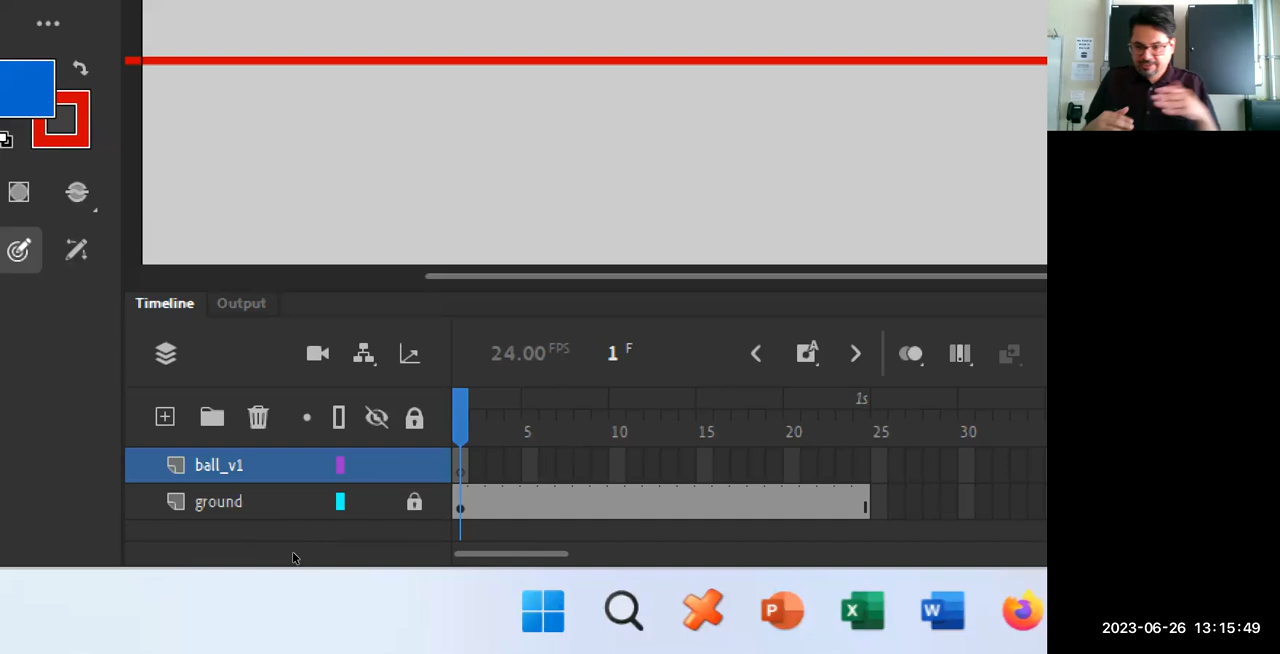 Timeline Output
24.00 FPS 1 F
1s
5 10 15 20 25 30
ball_v1
ground
A
P X W
2023-06-26 13:15:49